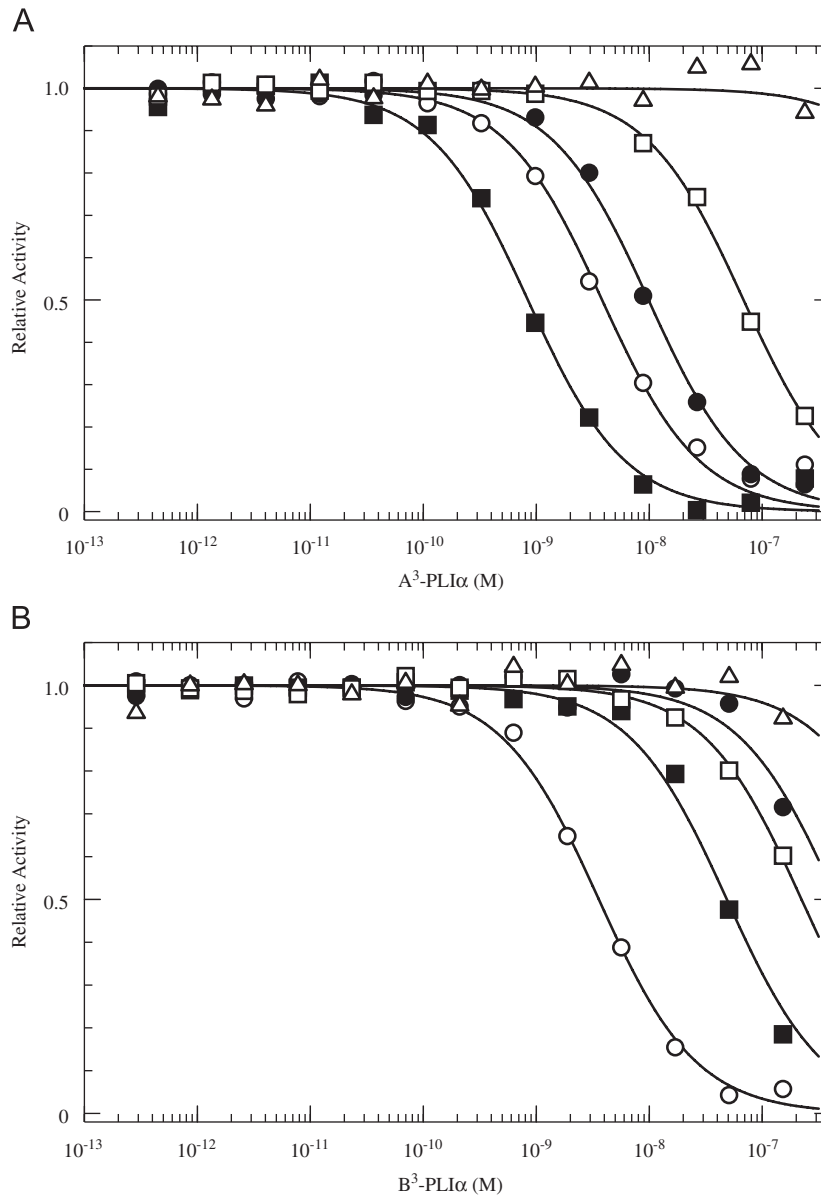 A
1.0
0.5
0
Relative Activity
10⁻¹³ 10⁻¹² 10⁻¹¹ 10⁻¹⁰ 10⁻⁹ 10⁻⁸ 10⁻⁷
A³-PLIα (M)
B
1.0
0.5
0
Relative Activity
10⁻¹³ 10⁻¹² 10⁻¹¹ 10⁻¹⁰ 10⁻⁹ 10⁻⁸ 10⁻⁷
B³-PLIα (M)